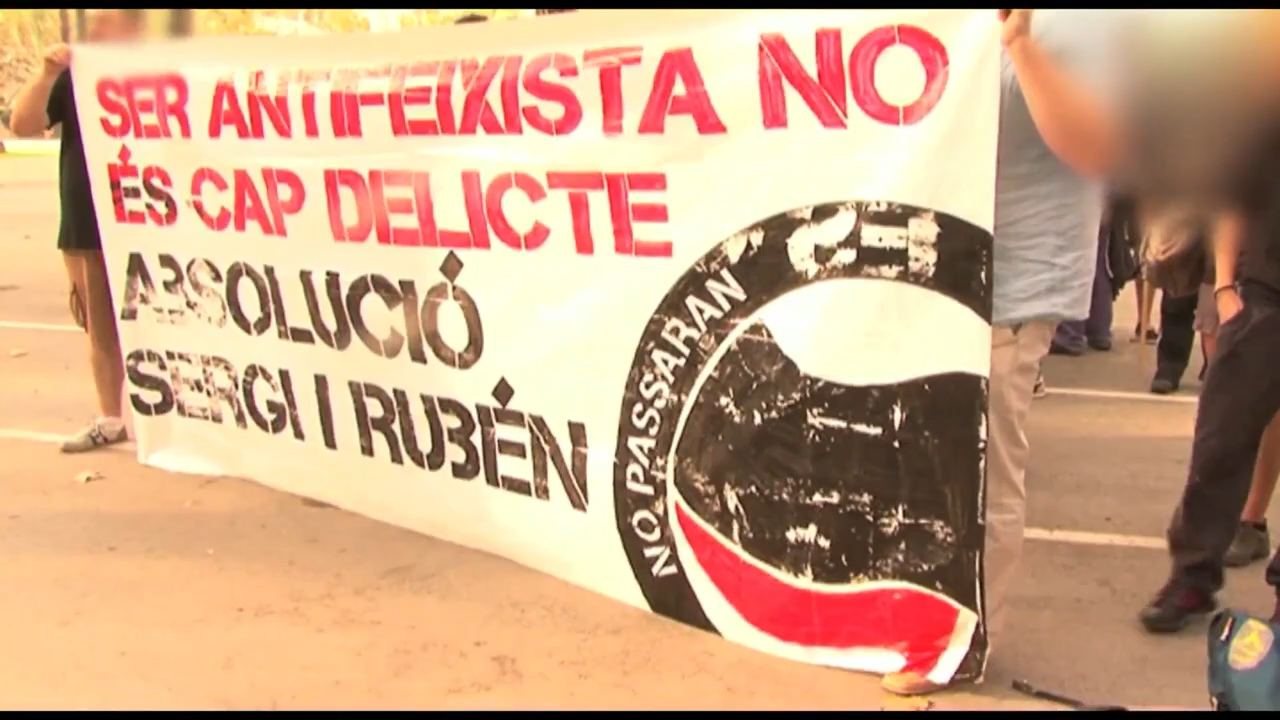 SER ANTIFEIXISTA NO
ÉS CAP DELICTE
ABSOLUCIÓ
SERGI I RUBÉN
NO PASSARAN